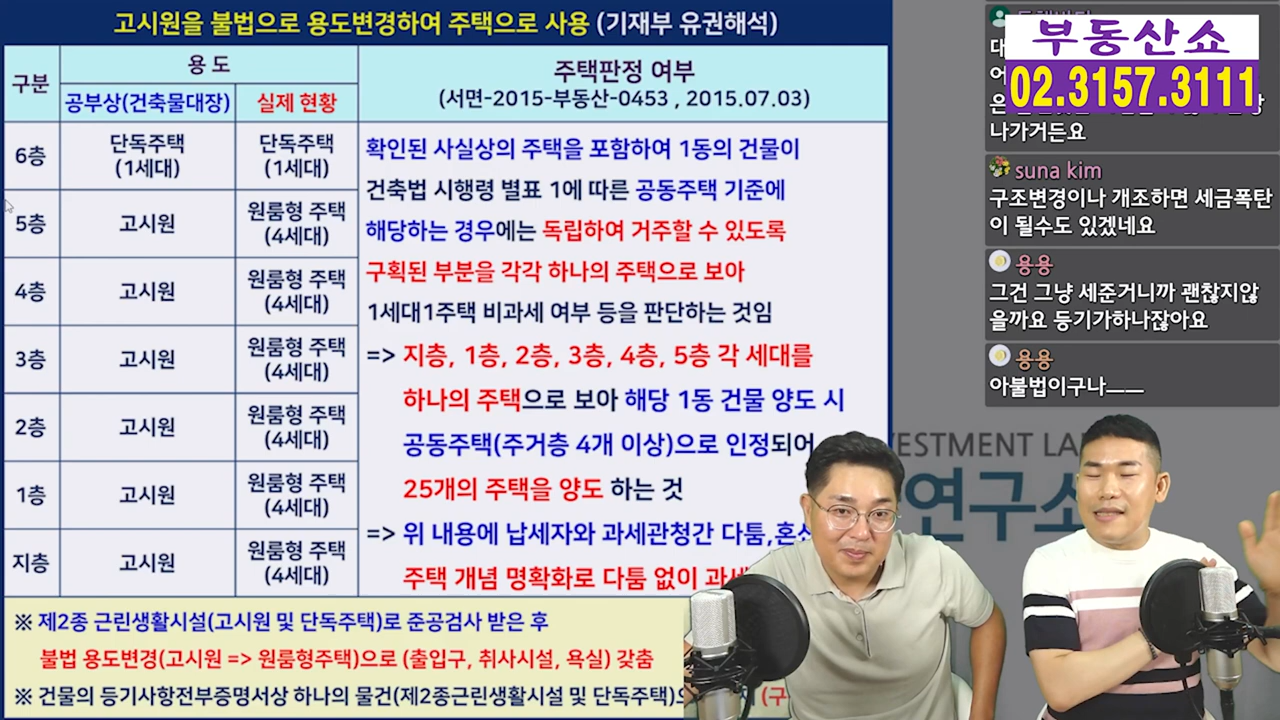 고시원을 불법으로 용도변경하여 주택으로 사용 (기재부 유권해석)
구분
용 도
공부상(건축물대장)
실제 현황
주택판정 여부
(서면-2015-부동산-0453 , 2015.07.03)
6층
단독주택
(1세대)
단독주택
(1세대)
5층
고시원
원룸형 주택
(4세대)
4층
고시원
원룸형 주택
(4세대)
3층
고시원
원룸형 주택
(4세대)
2층
고시원
원룸형 주택
(4세대)
1층
고시원
원룸형 주택
(4세대)
지층
고시원
원룸형 주택
(4세대)
확인된 사실상의 주택을 포함하여 1동의 건물이
건축법 시행령 별표 1에 따른 공동주택 기준에
해당하는 경우에는 독립하여 거주할 수 있도록
구획된 부분을 각각 하나의 주택으로 보아
1세대1주택 비과세 여부 등을 판단하는 것임
=> 지층, 1층, 2층, 3층, 4층, 5층 각 세대를
하나의 주택으로 보아 해당 1동 건물 양도 시
공동주택(주거층 4개 이상)으로 인정되어
25개의 주택을 양도 하는 것
=> 위 내용에 납세자와 과세관청간 다툼,
주택 개념 명확화로 다툼 없이
※ 제2종 근린생활시설(고시원 및 단독주택)로 준공검사 받은 후
불법 용도변경(고시원 => 원룸형주택)으로 (출입구, 취사시설, 욕실) 갖춤
※ 건물의 등기사항전부증명서상 하나의 물건(제2종근린생활시설 및 단독주택)
부동산쇼
02.3157.3111
나가거든요
suna kim
구조변경이나 개조하면 세금폭탄
이 될수도 있겠네요
용용
그건 그냥 세준거니까 괜찮지않
을까요 등기가하나잖아요
용용
아불법이구나ㅡㅡ
VESTMENT LA
연구소